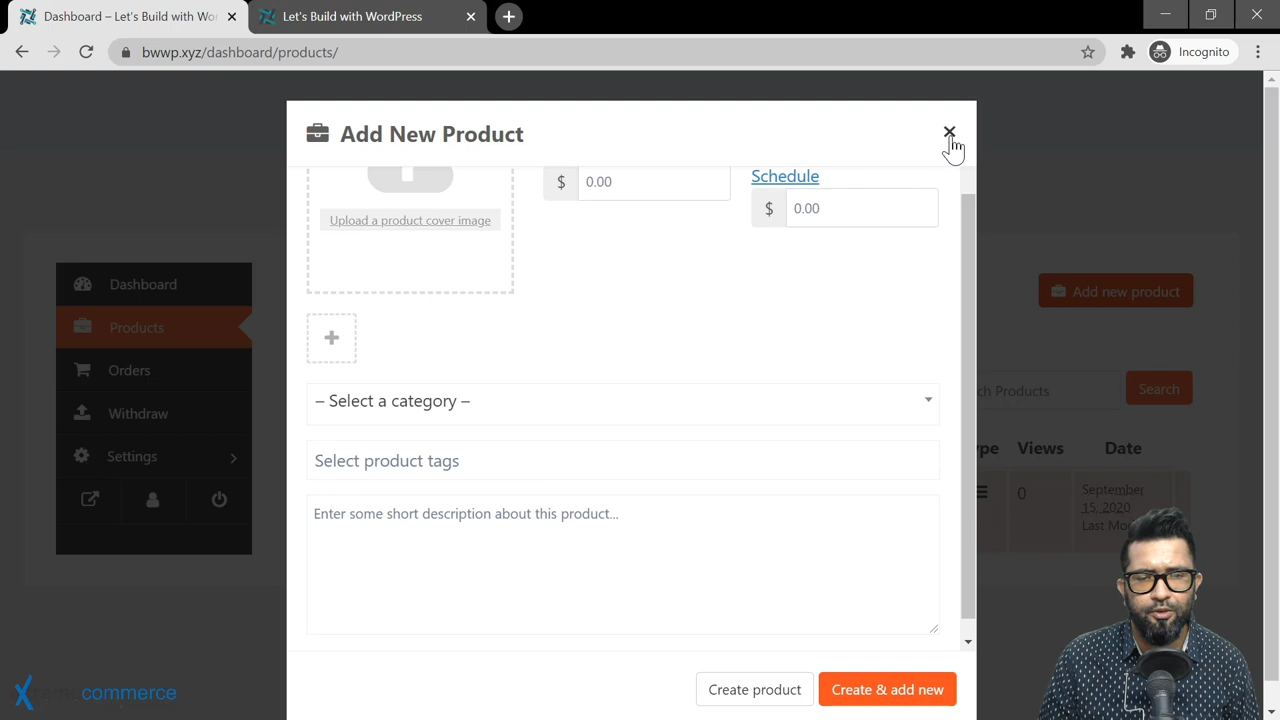 Dashboard – Let's Build with Wo
Let's Build with WordPress
bwwp.xyz/dashboard/products/
Incognito
Add New Product
Upload a product cover image
$ 0.00
Schedule
$ 0.00
– Select a category –
Select product tags
Enter some short description about this product...
Create product
Create & add new
Dashboard
Products
Orders
Withdraw
Settings
Add new product
ch Products
Search
ype Views Date
0
September
15, 2020
Last Mo
commerce